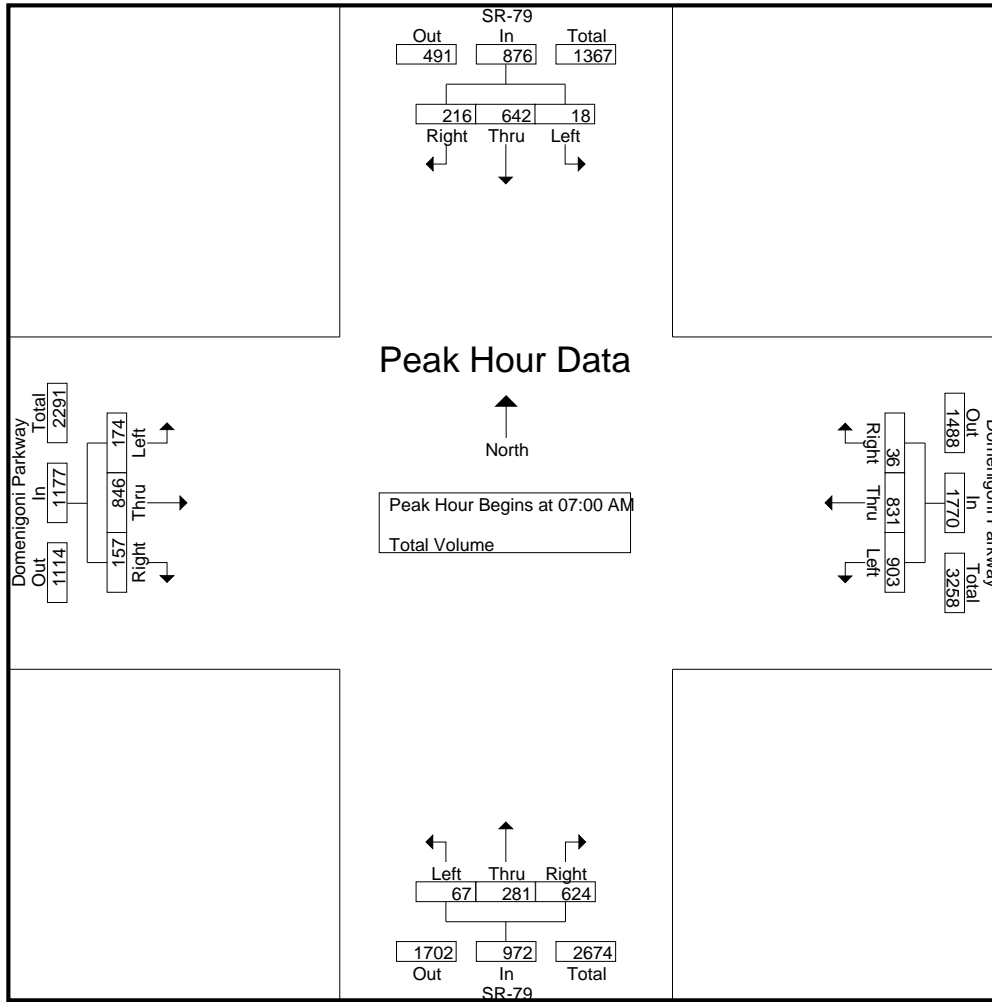 SR-79
Out In Total
491 876 1367
216 642 18
Right Thru Left
Peak Hour Data
North
Peak Hour Begins at 07:00 AM
Total Volume
Domenigoni Parkway
Out In Total
1114 1177 2291
174 846 157
Left Thru Right
Right Thru Left
36 831 903
Out In Total
1488 1770 3258
Domenigoni Parkway
Left Thru Right
67 281 624
1702 972 2674
Out In Total
SR-79